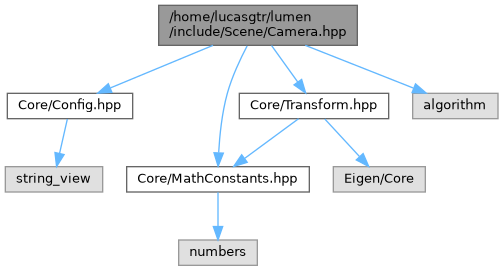 /home/lucasgtr/lumen
/include/Scene/Camera.hpp
Core/Config.hpp
Core/Transform.hpp
algorithm
string_view
Core/MathConstants.hpp
Eigen/Core
numbers